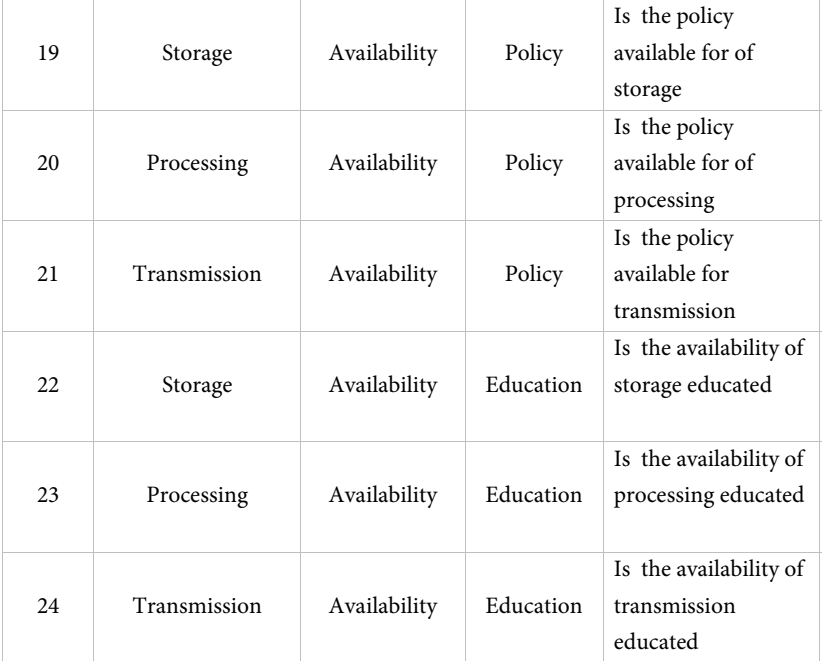 19 Storage Availability Policy Is the policy
available for of
storage
20 Processing Availability Policy Is the policy
available for of
processing
21 Transmission Availability Policy Is the policy
available for
transmission
22 Storage Availability Education Is the availability of
storage educated
23 Processing Availability Education Is the availability of
processing educated
24 Transmission Availability Education Is the availability of
transmission
educated